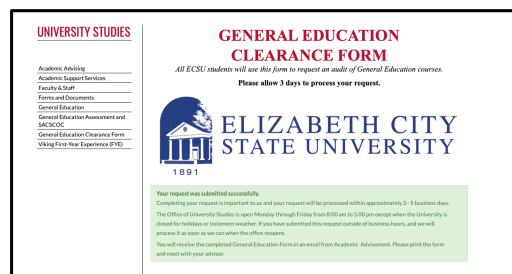 UNIVERSITY STUDIES
Academic Advising
Academic Support Services
Faculty & Staff
Forms and Documents
General Education
General Education Assessment and
SACSCOC
General Education Clearance Form
Viking First-Year Experience (FYE)
GENERAL EDUCATION
CLEARANCE FORM
All ECSU students will use this form to request an audit of General Education courses.
Please allow 3 days to process your request.
ELIZABETH CITY
STATE UNIVERSITY
1891
Your request was submitted successfully.
Completing your request is important to us and your request will be processed within approximately 3 - 5 business days.
The Office of University Studies is open Monday through Friday from 8:00 am to 5:00 pm except when the University is
closed for holidays or inclement weather. If you have submitted this request outside of business hours, and we will
process it as soon as we can when the office reopens.
You will receive the completed General Education Form in an email from Academic Advisement. Please print the form
and meet with your advisor.